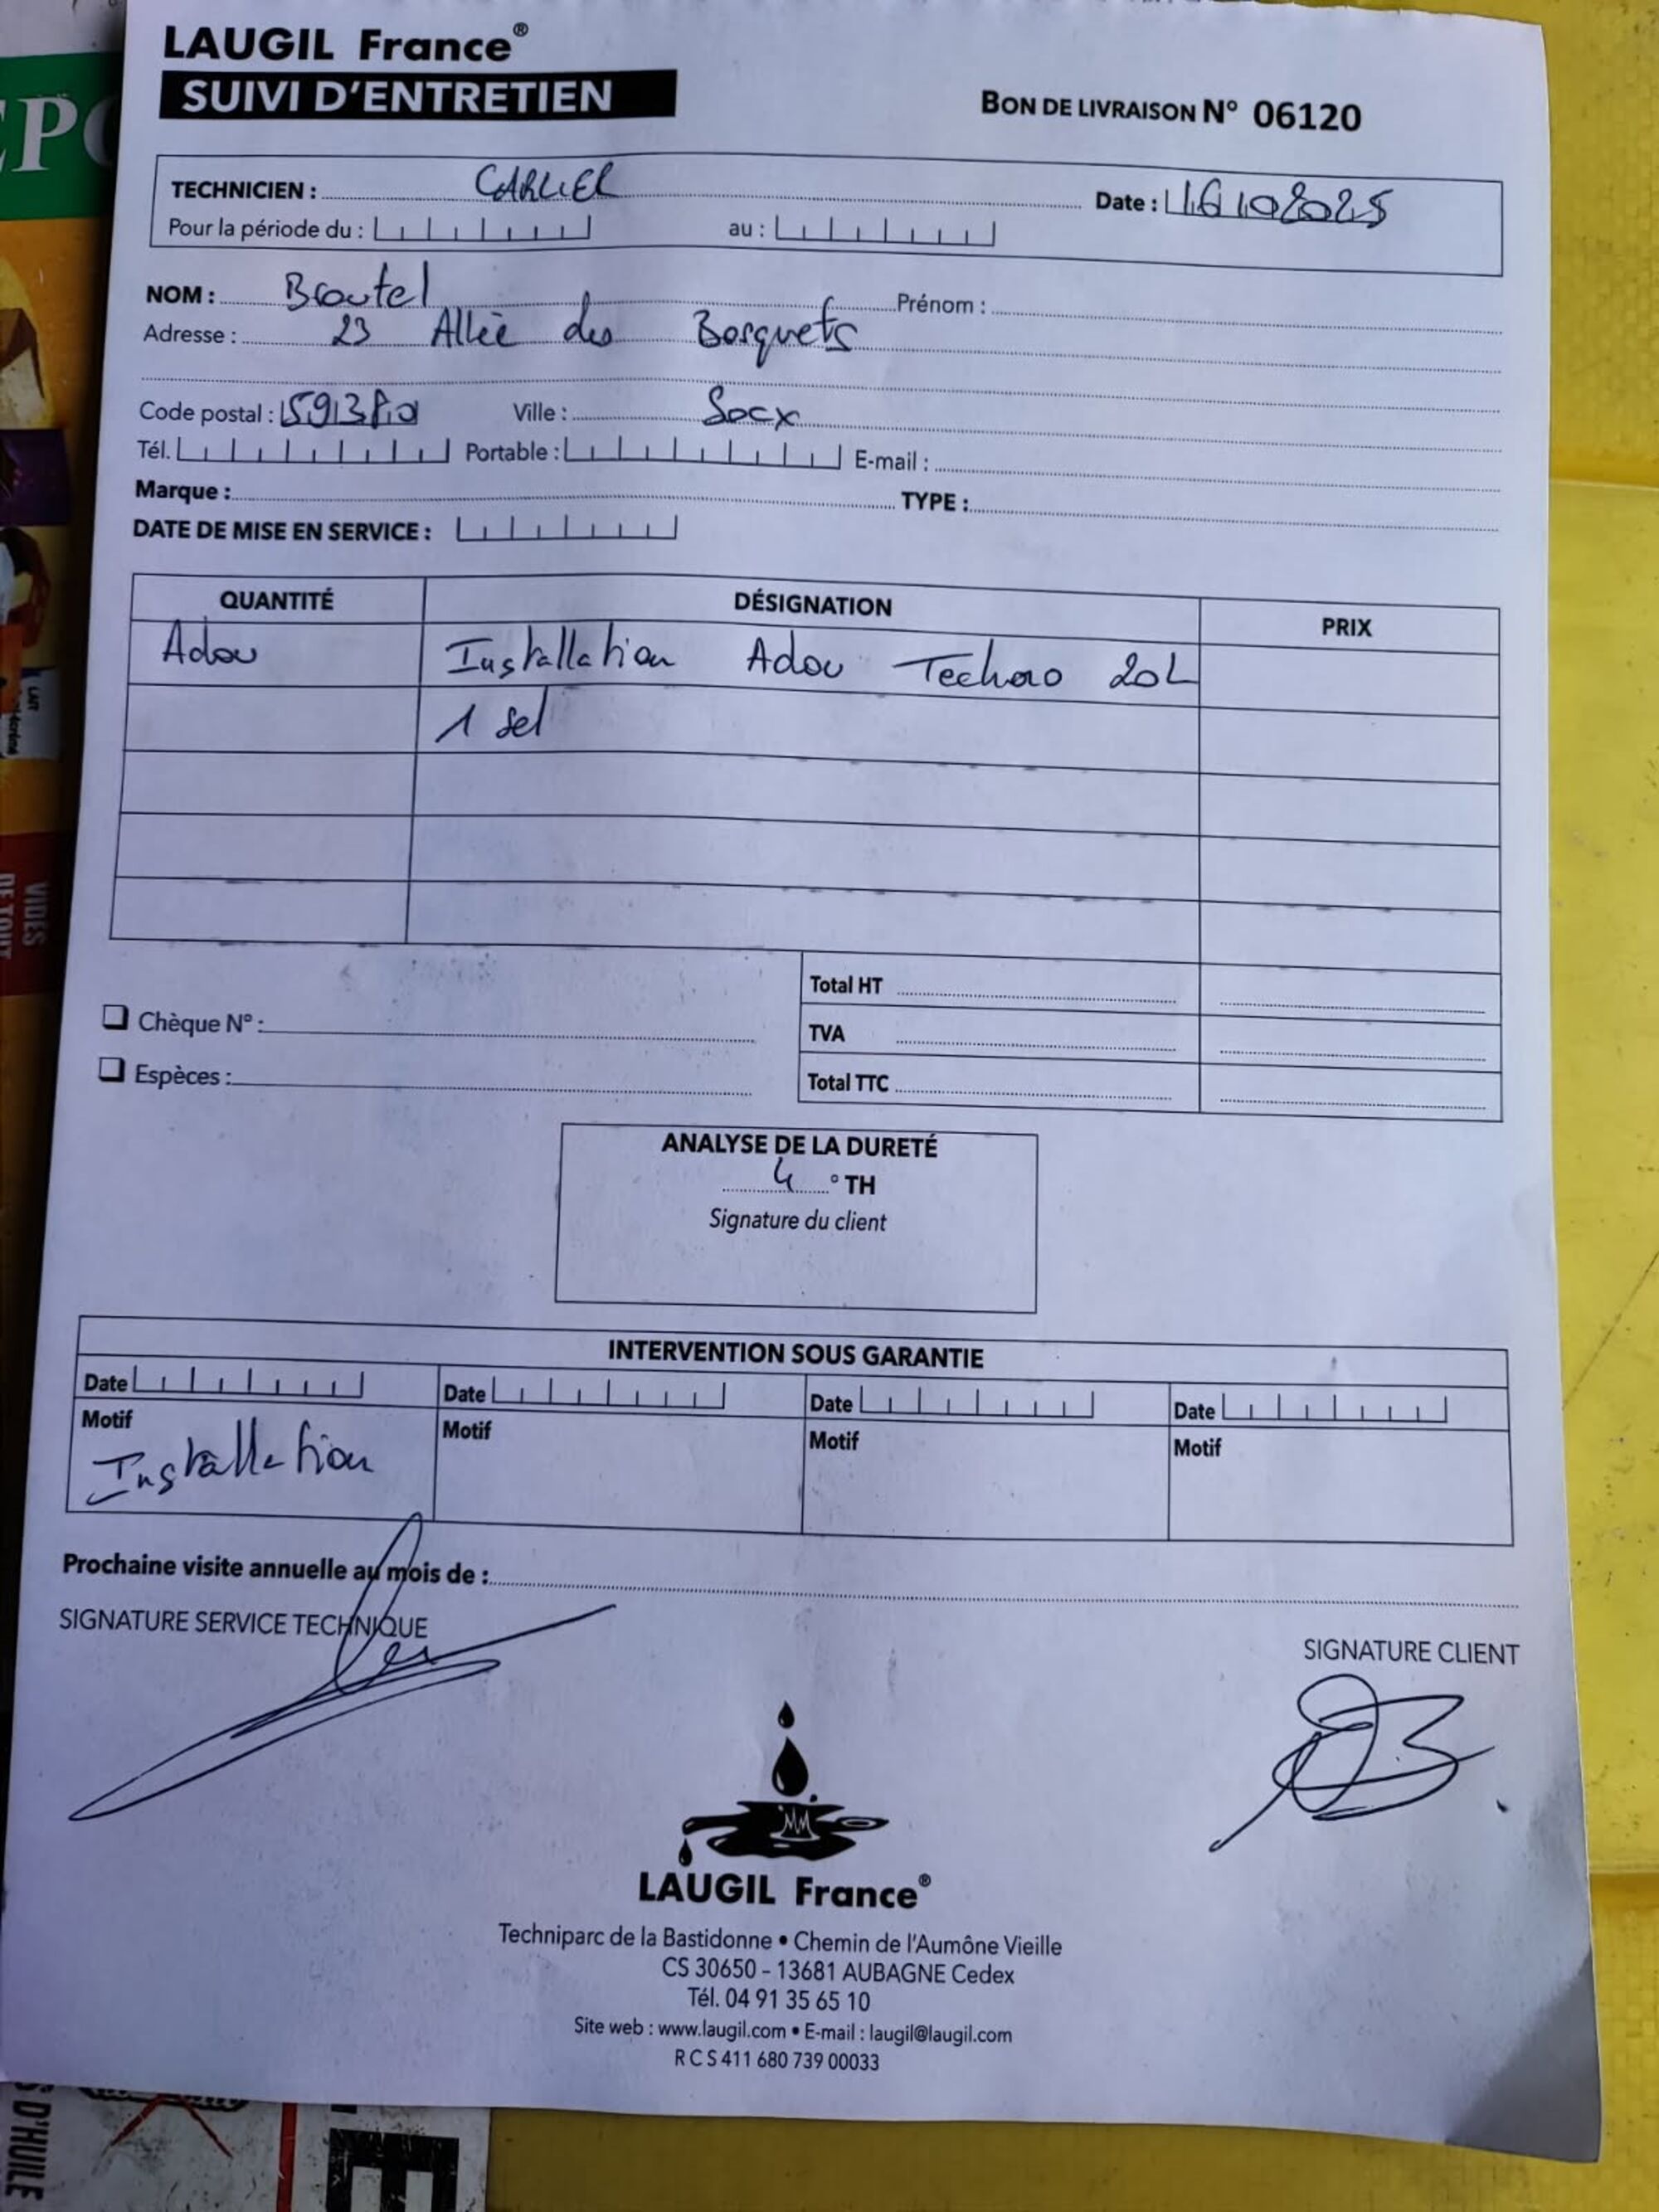 LAUGIL France®
SUIVI D'ENTRETIEN
BON DE LIVRAISON N° 06120
TECHNICIEN : CARLIER
Date : 16 10 2025
Pour la période du : au :
NOM : Broutel Prénom :
Adresse : 23 Allée des Bosquets
Code postal : 59380 Ville : Socx
Tél. Portable : E-mail :
Marque : TYPE :
DATE DE MISE EN SERVICE :
QUANTITÉ DÉSIGNATION PRIX
Adou Installation Adou Techno 20L
1 sel
Total HT
Chèque N° :
TVA
Espèces :
Total TTC
ANALYSE DE LA DURETÉ
4 °TH
Signature du client
INTERVENTION SOUS GARANTIE
Date Date Date Date
Motif Motif Motif Motif
Installation
Prochaine visite annuelle au mois de :
SIGNATURE SERVICE TECHNIQUE
SIGNATURE CLIENT
LAUGIL France®
Techniparc de la Bastidonne • Chemin de l'Aumône Vieille
CS 30650 - 13681 AUBAGNE Cedex
Tél. 04 91 35 65 10
Site web : www.laugil.com • E-mail : laugil@laugil.com
R C S 411 680 739 00033
LAIT
VIDES
DE TOUT
D'HUILE